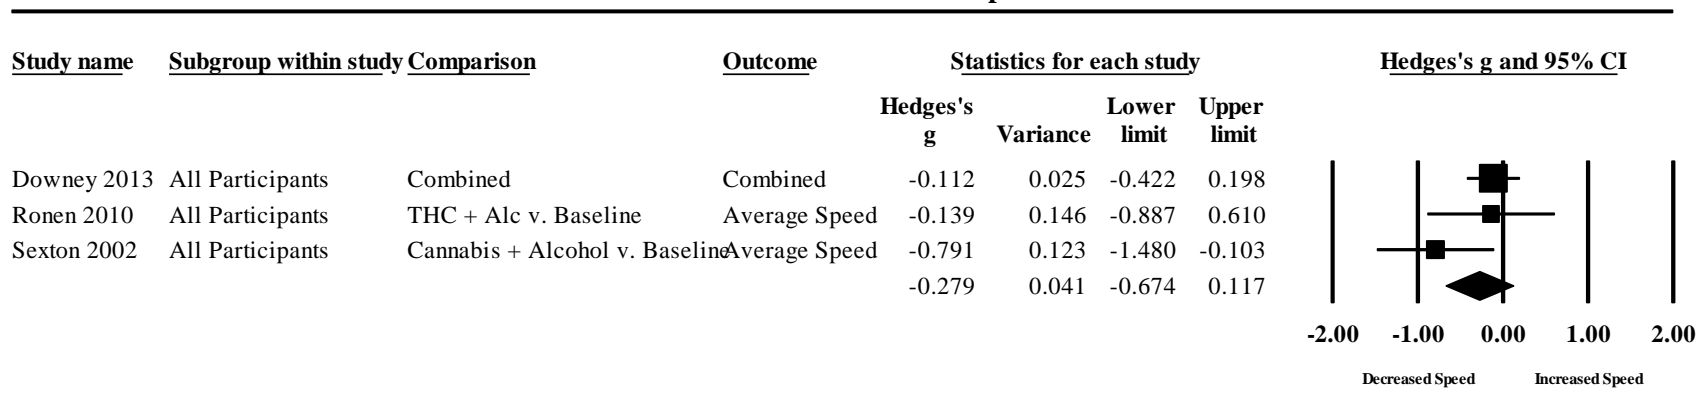 Study name Subgroup within study Comparison Outcome Statistics for each study Hedges's g and 95% CI
Hedges's Lower Upper
g Variance limit limit
Downey 2013 All Participants Combined Combined -0.112 0.025 -0.422 0.198
Ronen 2010 All Participants THC + Alc v. Baseline Average Speed -0.139 0.146 -0.887 0.610
Sexton 2002 All Participants Cannabis + Alcohol v. Baseline Average Speed -0.791 0.123 -1.480 -0.103
-0.279 0.041 -0.674 0.117
-2.00 -1.00 0.00 1.00 2.00
Decreased Speed Increased Speed